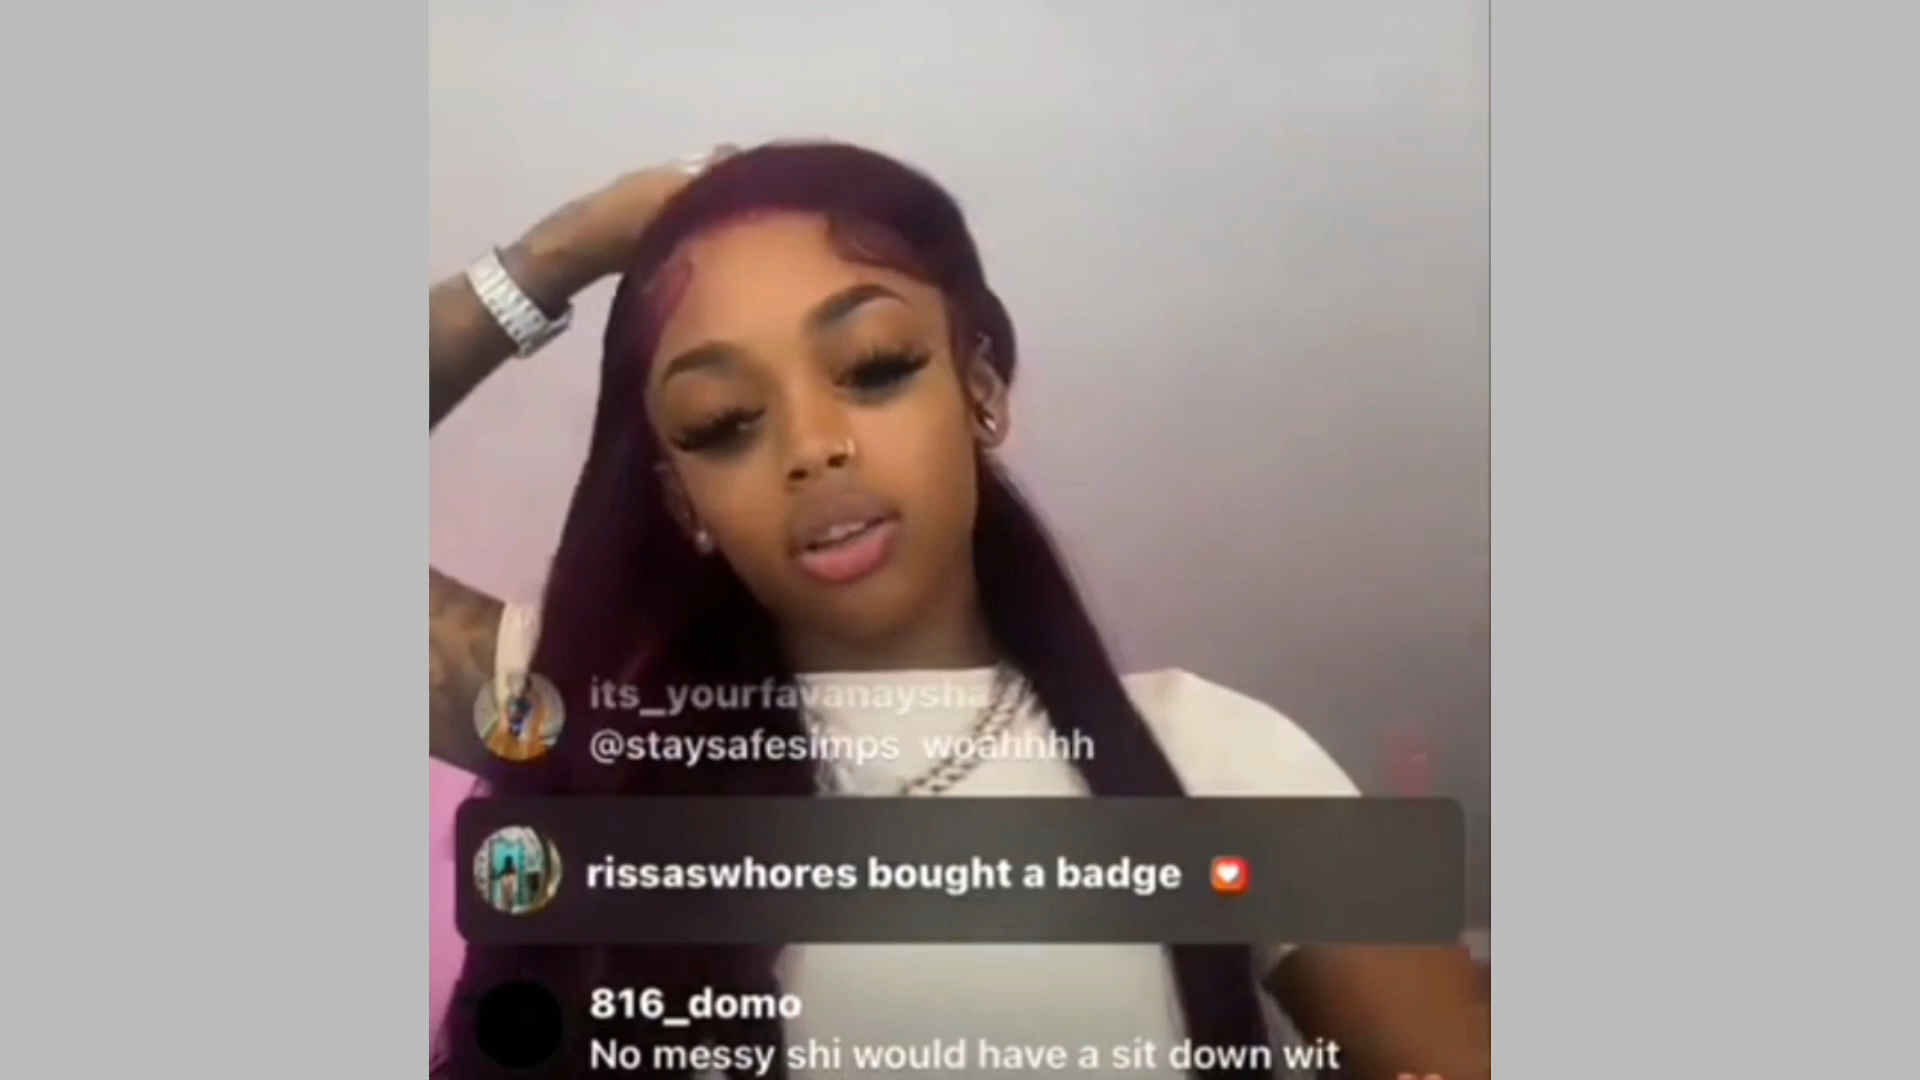 its_yourfavanaysha
@staysafesimps woahhhh
rissaswhores bought a badge
816_domo
No messy shi would have a sit down wit